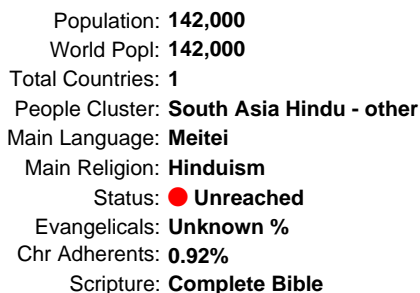 Population: 142,000
World Popl: 142,000
Total Countries: 1
People Cluster: South Asia Hindu - other
Main Language: Meitei
Main Religion: Hinduism
Status: Unreached
Evangelicals: Unknown %
Chr Adherents: 0.92%
Scripture: Complete Bible